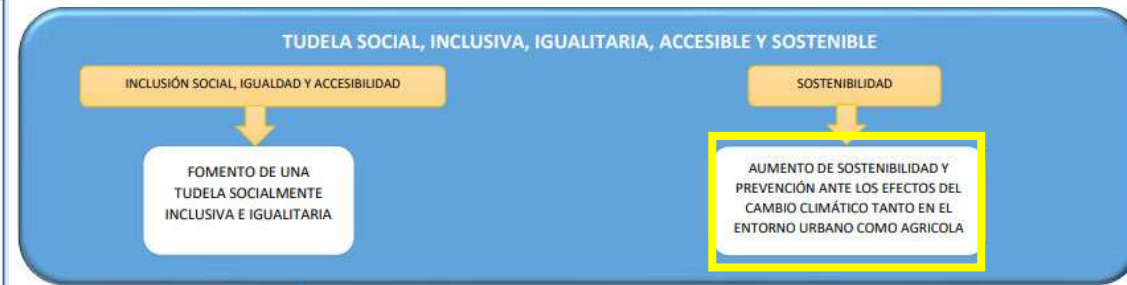 TUDELA SOCIAL, INCLUSIVA, IGUALITARIA, ACCESIBLE Y SOSTENIBLE
INCLUSIÓN SOCIAL, IGUALDAD Y ACCESIBILIDAD
FOMENTO DE UNA
TUDELA SOCIALMENTE
INCLUSIVA E IGUALITARIA
SOSTENIBILIDAD
AUMENTO DE SOSTENIBILIDAD Y
PREVENCIÓN ANTE LOS EFECTOS DEL
CAMBIO CLIMÁTICO TANTO EN EL
ENTORNO URBANO COMO AGRICOLA